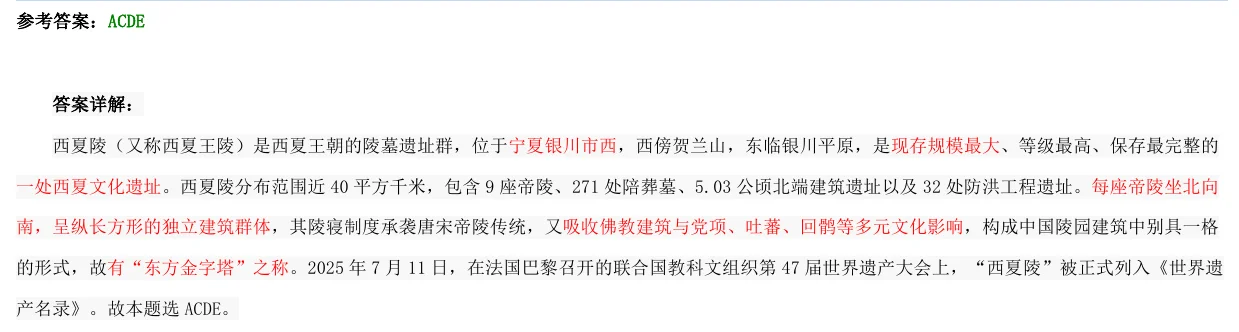 参考答案：ACDE
答案详解：
西夏陵（又称西夏王陵）是西夏王朝的陵墓遗址群，位于宁夏银川市西，西傍贺兰山，东临银川平原，是现存规模最大、等级最高、保存最完整的
一处西夏文化遗址。西夏陵分布范围近 40 平方千米，包含 9 座帝陵、271 处陪葬墓、5.03 公顷北端建筑遗址以及 32 处防洪工程遗址。每座帝陵坐北向
南，呈纵长方形的独立建筑群体，其陵寝制度承袭唐宋帝陵传统，又吸收佛教建筑与党项、吐蕃、回鹘等多元文化影响，构成中国陵园建筑中别具一格
的形式，故有“东方金字塔”之称。2025 年 7 月 11 日，在法国巴黎召开的联合国教科文组织第 47 届世界遗产大会上，“西夏陵”被正式列入《世界遗
产名录》。故本题选 ACDE。